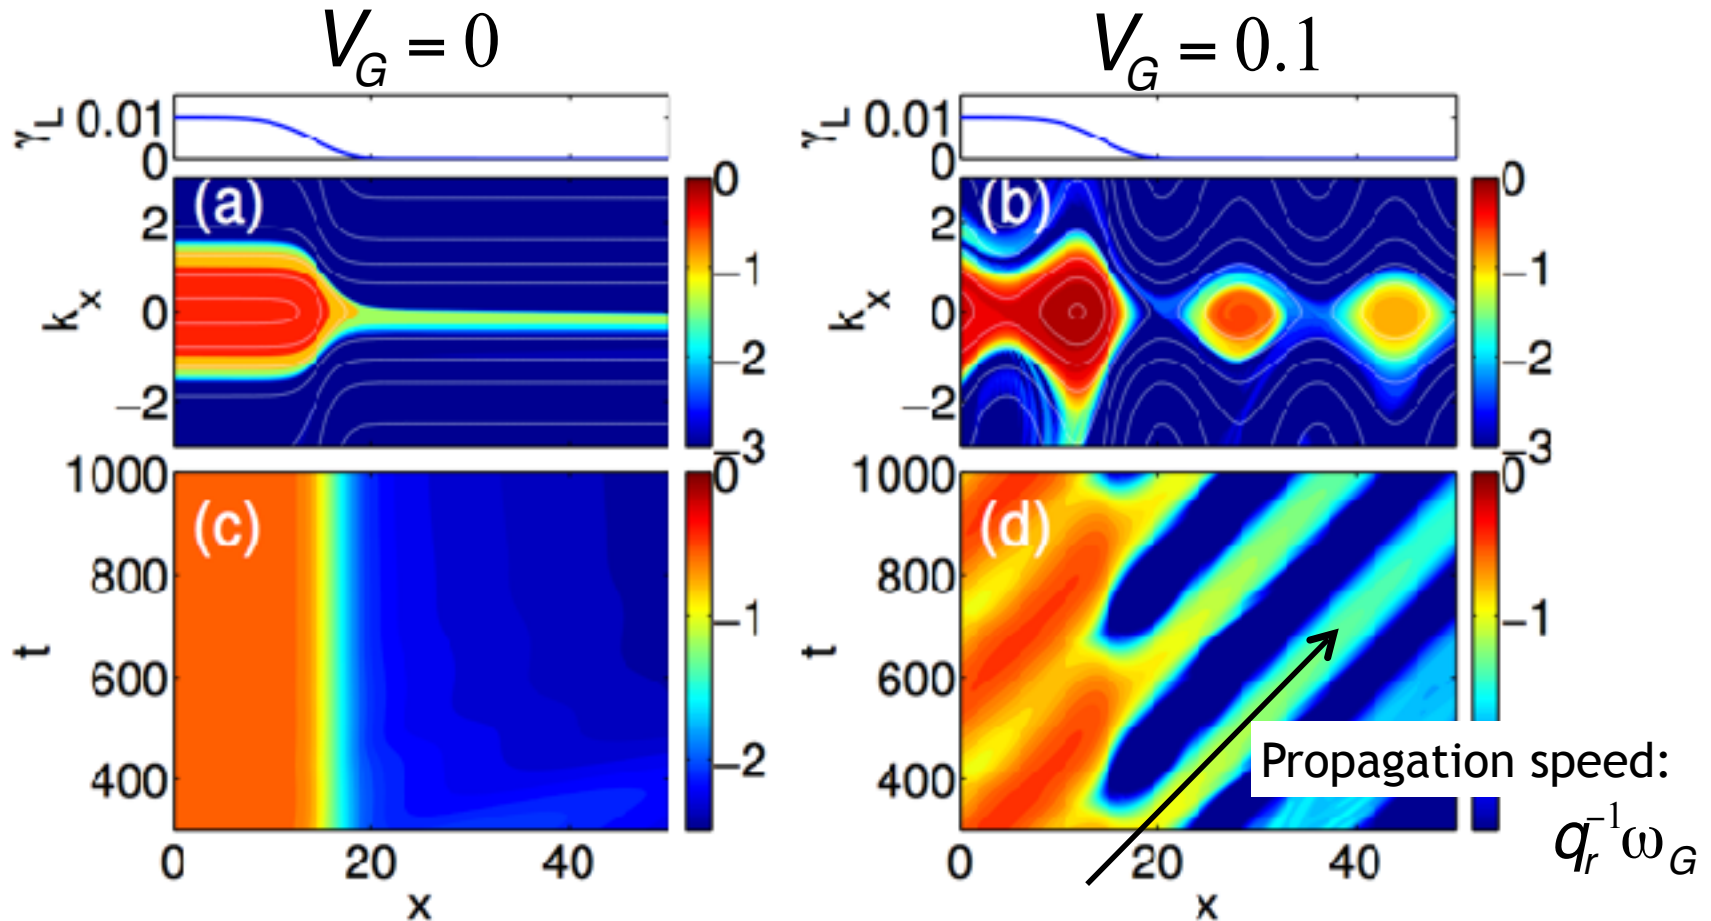 V_G = 0
V_G = 0.1
γ_L
0.01
0
γ_L
0.01
0
(a)
k_x
2
0
−2
0
−1
−2
−3
(b)
k_x
2
0
−2
0
−1
−2
−3
(c)
t
1000
800
600
400
0
20
40
x
0
−1
−2
(d)
t
1000
800
600
400
0
20
40
x
0
−1
Propagation speed:
q_r^{-1} ω_G